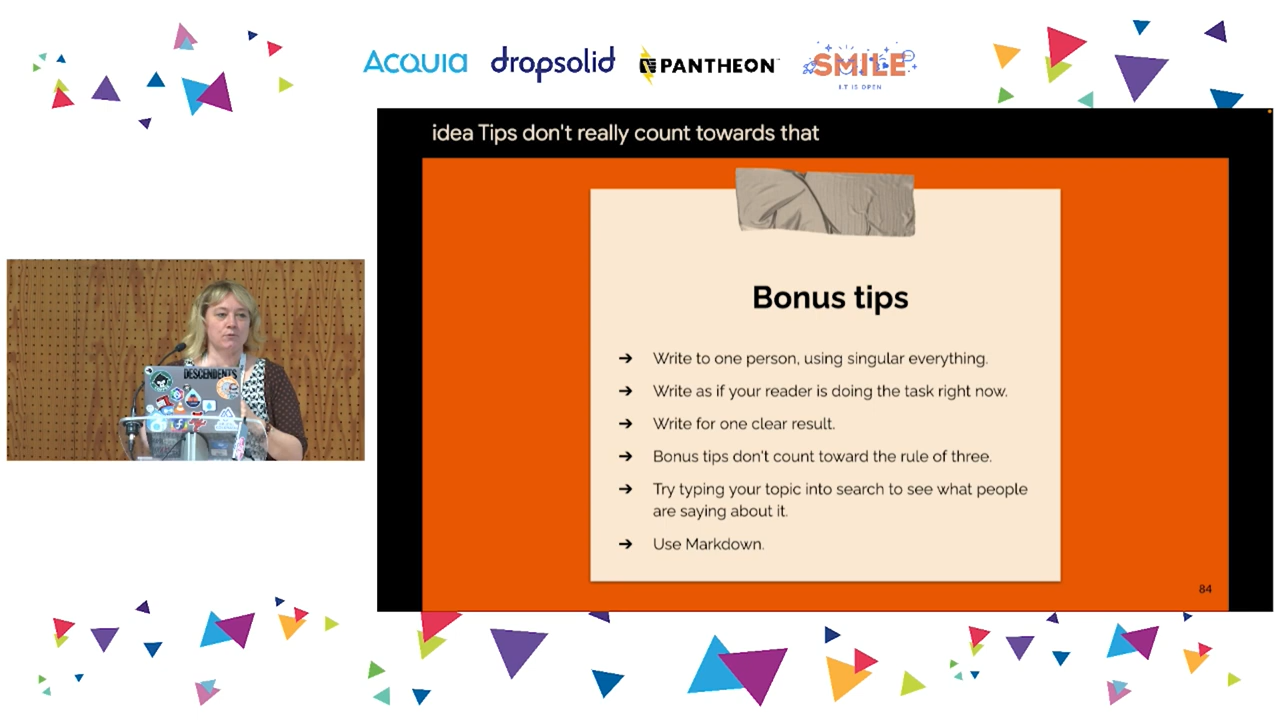 Acquia
dropsolid
PANTHEON
SMILE
I.T IS OPEN
idea Tips don't really count towards that
Bonus tips
➔ Write to one person, using singular everything.
➔ Write as if your reader is doing the task right now.
➔ Write for one clear result.
➔ Bonus tips don't count toward the rule of three.
➔ Try typing your topic into search to see what people
are saying about it.
➔ Use Markdown.
84
DESCENDENTS